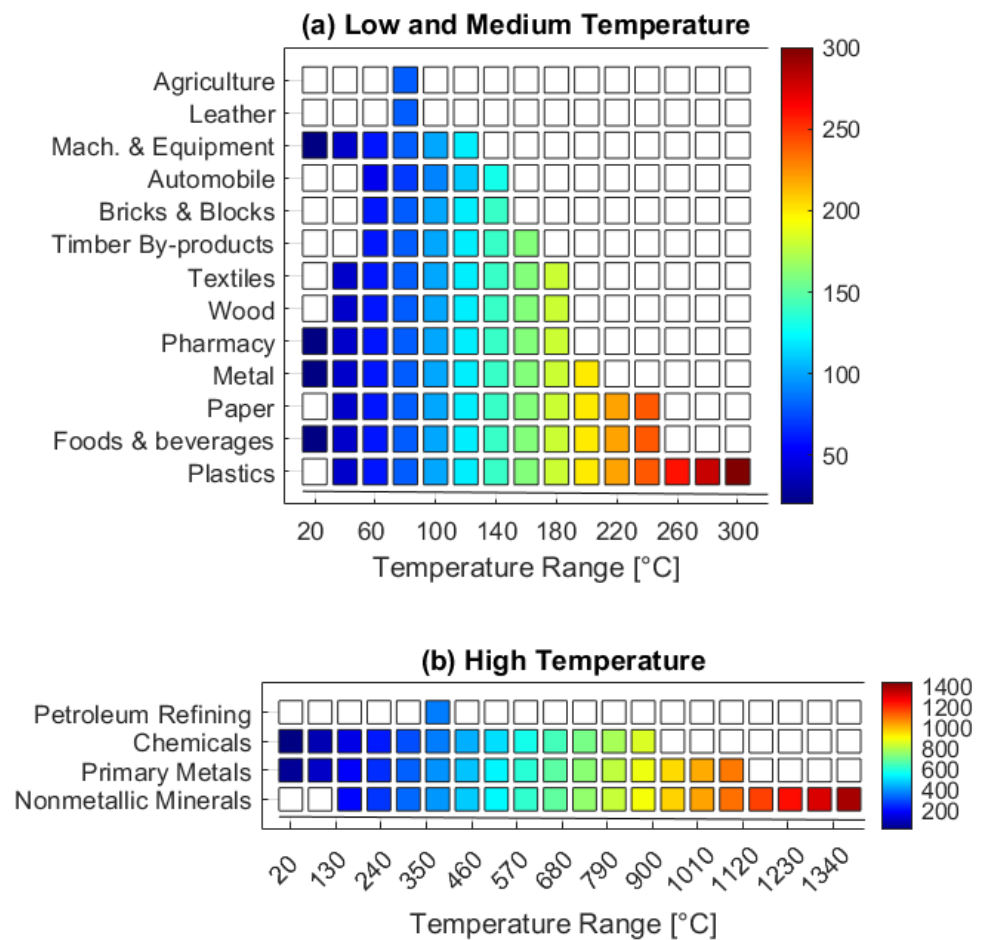 (a) Low and Medium Temperature
Agriculture
Leather
Mach. & Equipment
Automobile
Bricks & Blocks
Timber By-products
Textiles
Wood
Pharmacy
Metal
Paper
Foods & beverages
Plastics
20 60 100 140 180 220 260 300
Temperature Range [°C]
300
250
200
150
100
50
(b) High Temperature
Petroleum Refining
Chemicals
Primary Metals
Nonmetallic Minerals
20 130 240 350 460 570 680 790 900 1010 1120 1230 1340
Temperature Range [°C]
1400
1200
1000
800
600
400
200